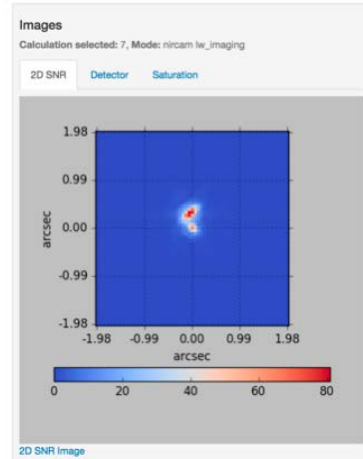 Images
Calculation selected: 7, Mode: nircam lw_imaging
2D SNR Detector Saturation
1.98
0.99
0.00
-0.99
-1.98
arcsec
-1.98 -0.99 0.00 0.99 1.98
arcsec
0 20 40 60 80
2D SNR Image